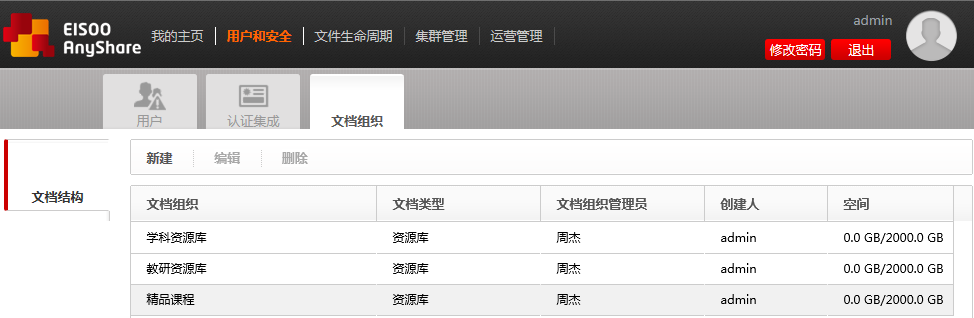 EISOO
AnyShare
我的主页 用户和安全 文件生命周期 集群管理 运营管理
admin
修改密码 退出
用户 认证集成 文档组织
文档结构
新建 编辑 删除
文档组织 文档类型 文档组织管理员 创建人 空间
学科资源库 资源库 周杰 admin 0.0 GB/2000.0 GB
教研资源库 资源库 周杰 admin 0.0 GB/2000.0 GB
精品课程 资源库 周杰 admin 0.0 GB/2000.0 GB